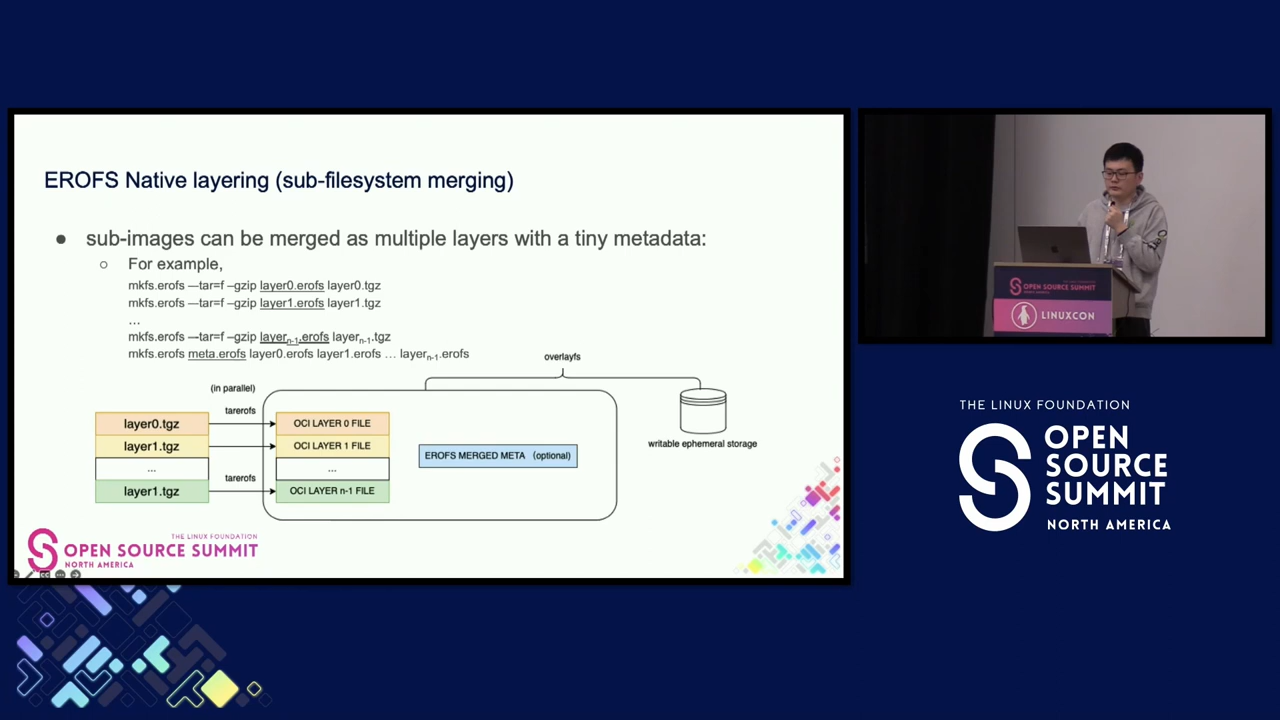 EROFS Native layering (sub-filesystem merging)
● sub-images can be merged as multiple layers with a tiny metadata:
○ For example,
mkfs.erofs —-tar=f –gzip layer0.erofs layer0.tgz
mkfs.erofs —-tar=f –gzip layer1.erofs layer1.tgz
...
mkfs.erofs —-tar=f –gzip layerₙ₋₁.erofs layerₙ₋₁.tgz
mkfs.erofs meta.erofs layer0.erofs layer1.erofs ... layerₙ₋₁.erofs
overlayfs
(in parallel)
tarerofs
layer0.tgz
OCI LAYER 0 FILE
layer1.tgz
OCI LAYER 1 FILE
...
...
tarerofs
layer1.tgz
OCI LAYER n-1 FILE
EROFS MERGED META (optional)
writable ephemeral storage
THE LINUX FOUNDATION
OPEN SOURCE SUMMIT
NORTH AMERICA
OPEN SOURCE SUMMIT
LINUXCON
THE LINUX FOUNDATION
OPEN
SOURCE
SUMMIT
NORTH AMERICA